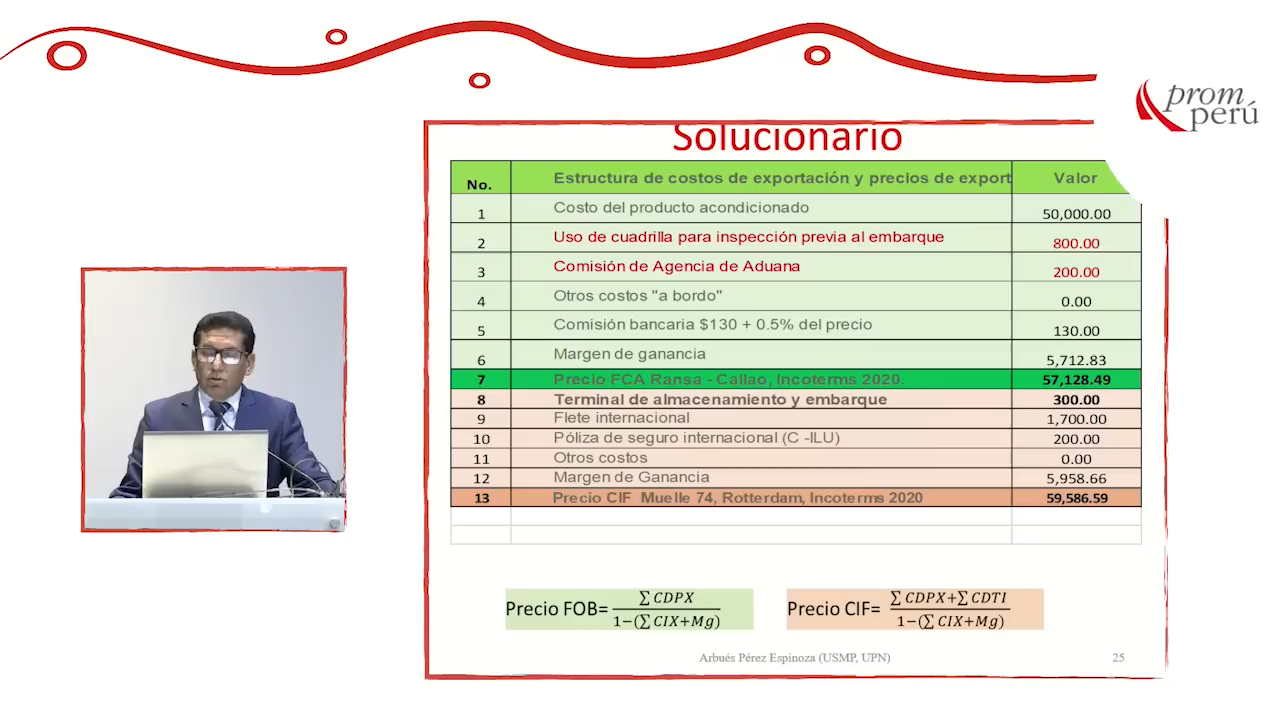 prom
perú
Solucionario
No. Estructura de costos de exportación y precios de export Valor
1 Costo del producto acondicionado 50,000.00
2 Uso de cuadrilla para inspección previa al embarque 800.00
3 Comisión de Agencia de Aduana 200.00
4 Otros costos "a bordo" 0.00
5 Comisión bancaria $130 + 0.5% del precio 130.00
6 Margen de ganancia 5,712.83
7 Precio FCA Ransa - Callao, Incoterms 2020. 57,128.49
8 Terminal de almacenamiento y embarque 300.00
9 Flete internacional 1,700.00
10 Póliza de seguro internacional (C -ILU) 200.00
11 Otros costos 0.00
12 Margen de Ganancia 5,958.66
13 Precio CIF Muelle 74, Rotterdam, Incoterms 2020 59,586.59
Precio FOB= ∑ CDPX / 1−(∑ CIX+Mg)
Precio CIF= ∑ CDPX+∑ CDTI / 1−(∑ CIX+Mg)
Arbués Pérez Espinoza (USMP, UPN) 25